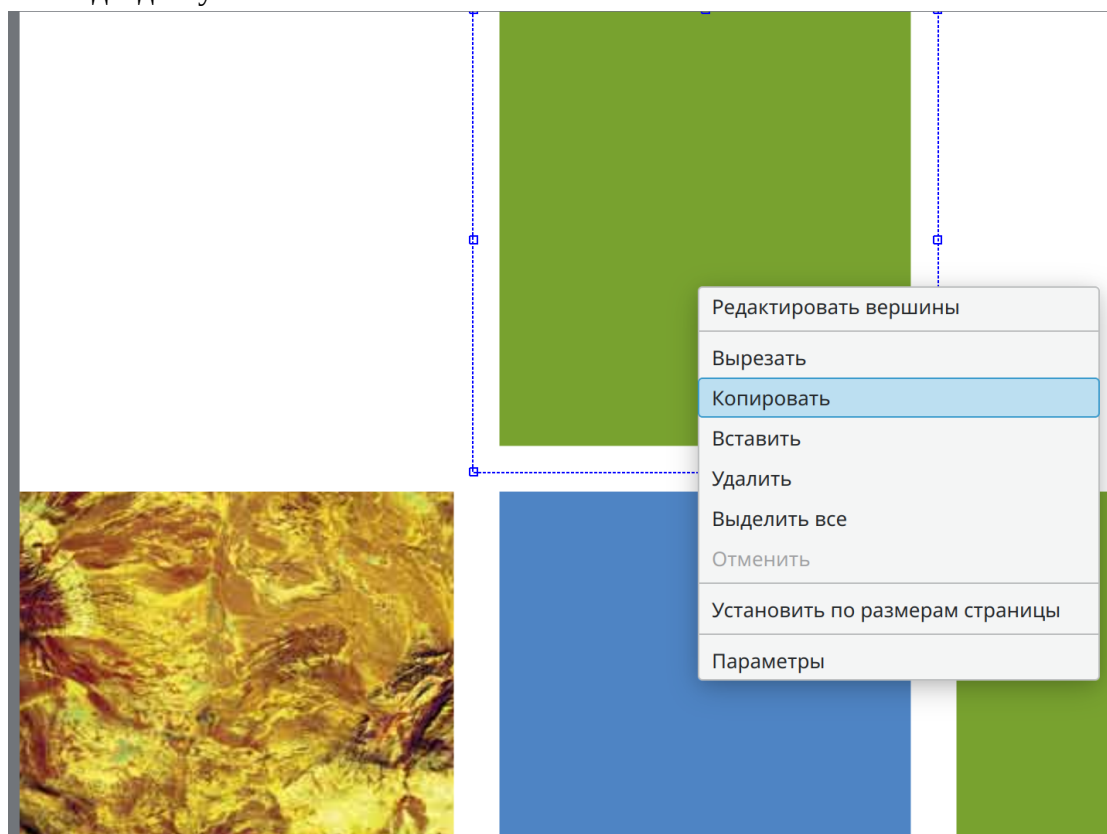 Редактировать вершины
Вырезать
Копировать
Вставить
Удалить
Выделить все
Отменить
Установить по размерам страницы
Параметры